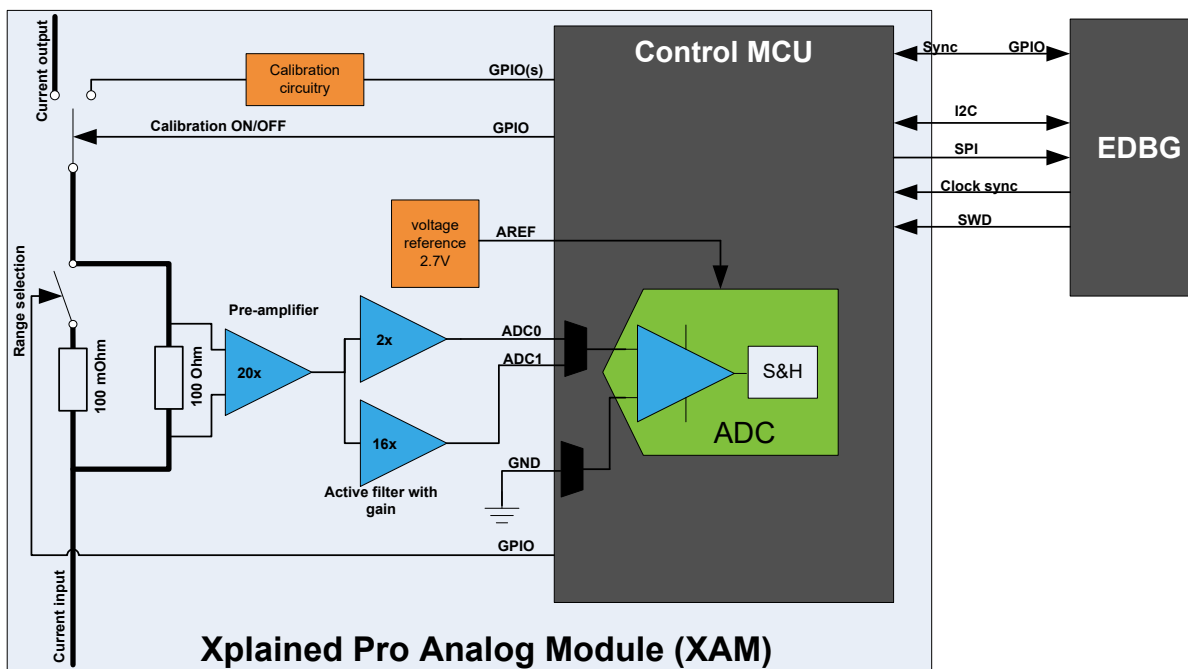 Current output
Calibration
circuitry
GPIO(s)
Control MCU
Sync
GPIO
Calibration ON/OFF
GPIO
I2C
SPI
EDBG
Clock sync
SWD
voltage
reference
2.7V
AREF
Range selection
Pre-amplifier
100 mOhm
100 Ohm
20x
2x
ADC0
ADC1
S&H
ADC
16x
GND
Active filter with
gain
GPIO
Current input
Xplained Pro Analog Module (XAM)